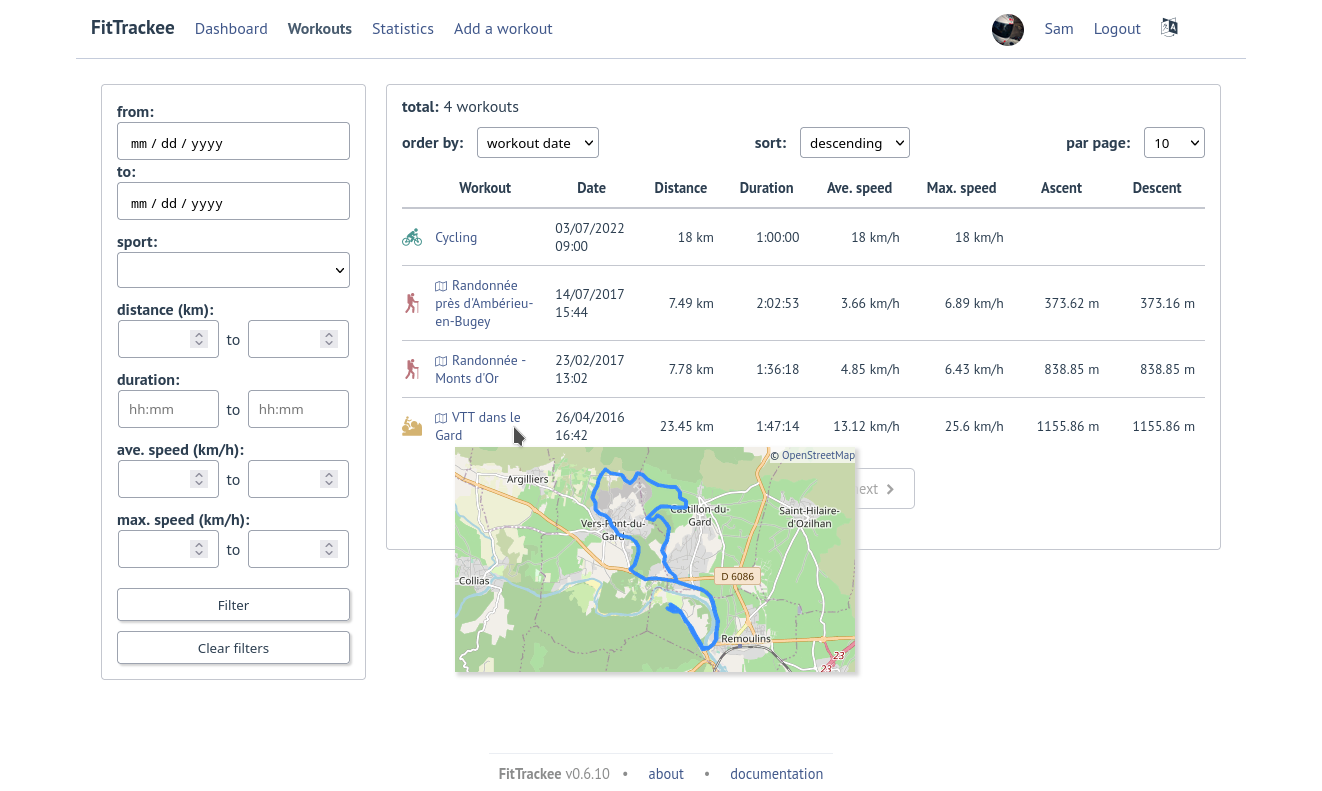 FitTrackee Dashboard Workouts Statistics Add a workout Sam Logout
from:
mm / dd / yyyy
to:
mm / dd / yyyy
sport:
distance (km):
to
duration:
hh:mm to hh:mm
ave. speed (km/h):
to
max. speed (km/h):
to
Filter
Clear filters
total: 4 workouts
order by: workout date sort: descending par page: 10
Workout Date Distance Duration Ave. speed Max. speed Ascent Descent
Cycling 03/07/2022 09:00 18 km 1:00:00 18 km/h 18 km/h
Randonnée près d'Ambérieu-en-Bugey 14/07/2017 15:44 7.49 km 2:02:53 3.66 km/h 6.89 km/h 373.62 m 373.16 m
Randonnée - Monts d'Or 23/02/2017 13:02 7.78 km 1:36:18 4.85 km/h 6.43 km/h 838.85 m 838.85 m
VTT dans le Gard 26/04/2016 16:42 23.45 km 1:47:14 13.12 km/h 25.6 km/h 1155.86 m 1155.86 m
© OpenStreetMap
Argilliers
Castillon-du-Gard
Saint-Hilaire-d'Ozilhan
Vers-Pont-du-Gard
Collias
D 6086
Remoulins
23
23
next
FitTrackee v0.6.10 • about • documentation